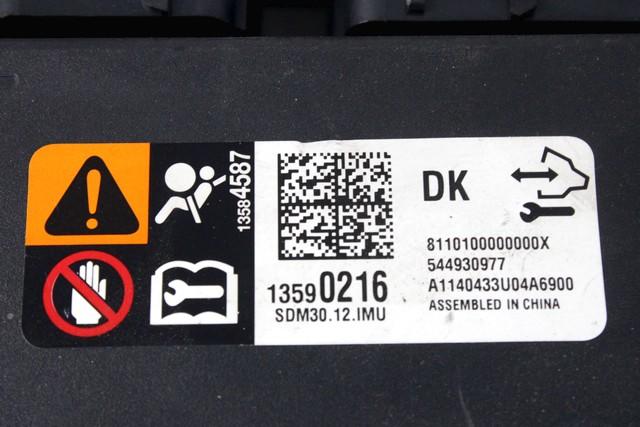 13584587
13590216
SDM30.12.IMU
DK
8110100000000X
544930977
A1140433U04A6900
ASSEMBLED IN CHINA